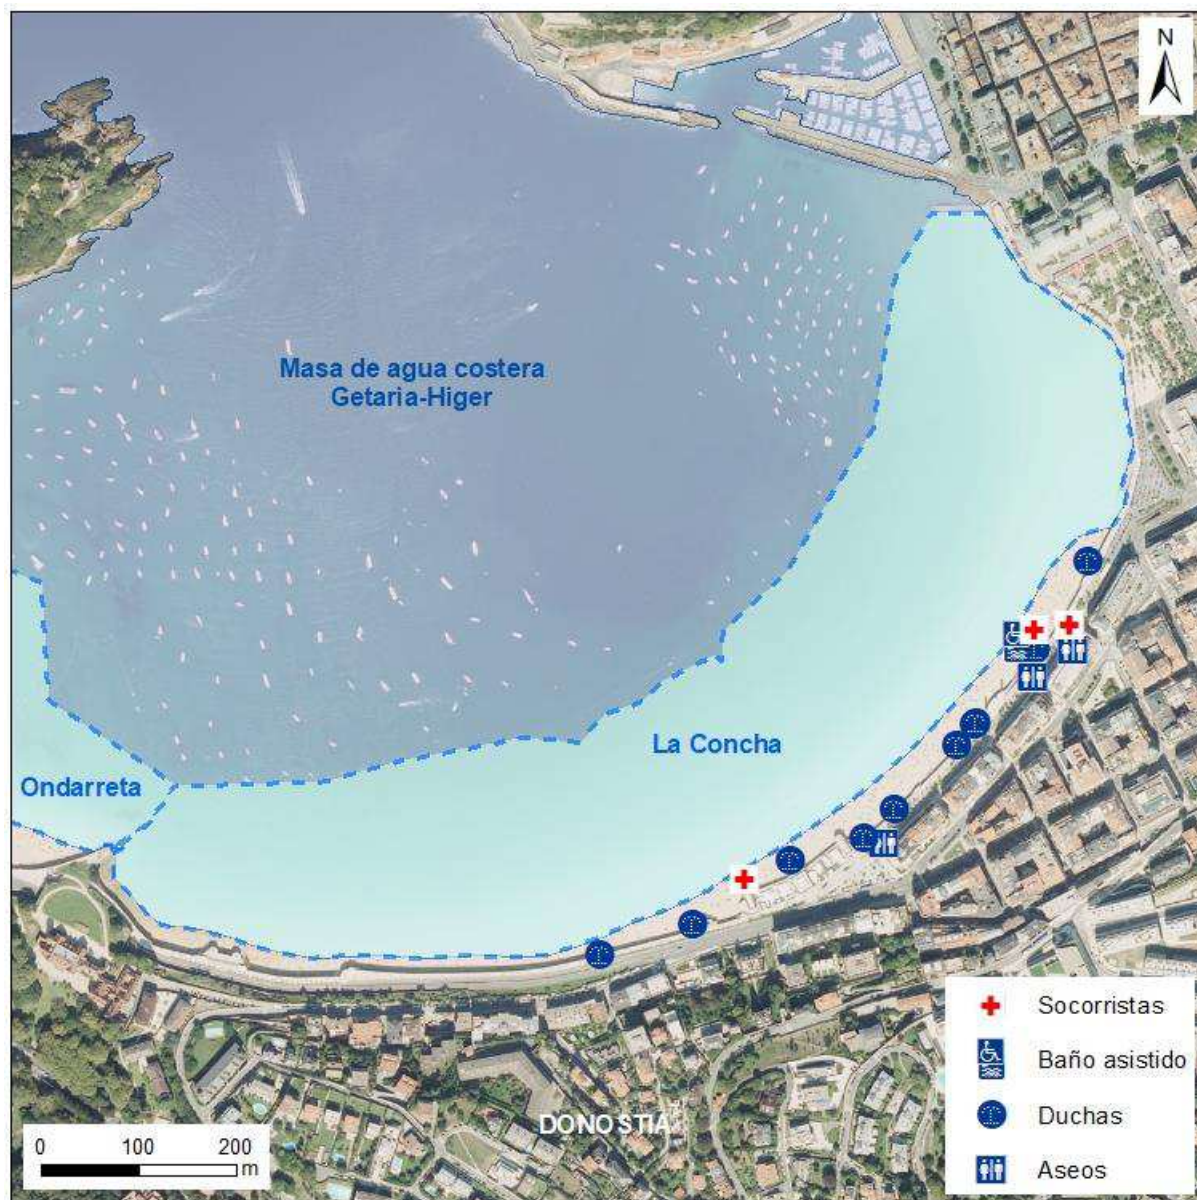 N
Masa de agua costera
Getaria-Higer
La Concha
Ondarreta
DONOSTIA
Socorristas
Baño asistido
Duchas
Aseos
0 100 200
m